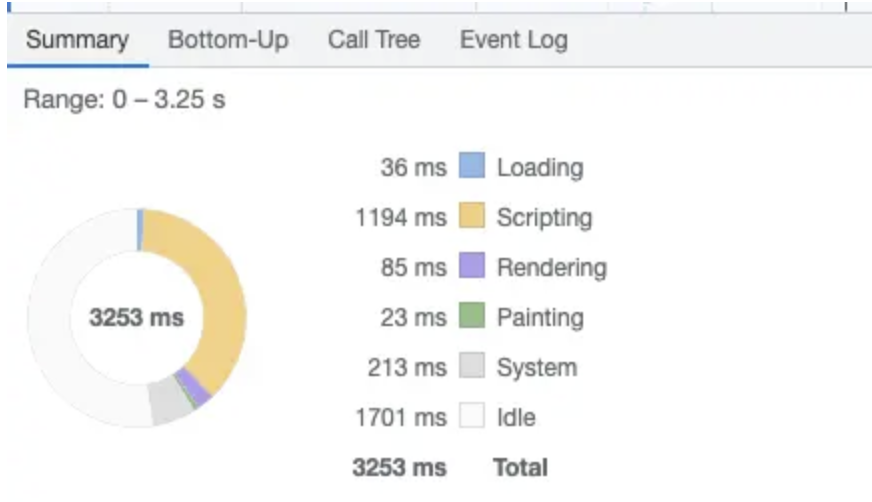 Summary Bottom-Up Call Tree Event Log
Range: 0 – 3.25 s
36 ms Loading
1194 ms Scripting
85 ms Rendering
3253 ms
23 ms Painting
213 ms System
1701 ms Idle
3253 ms Total